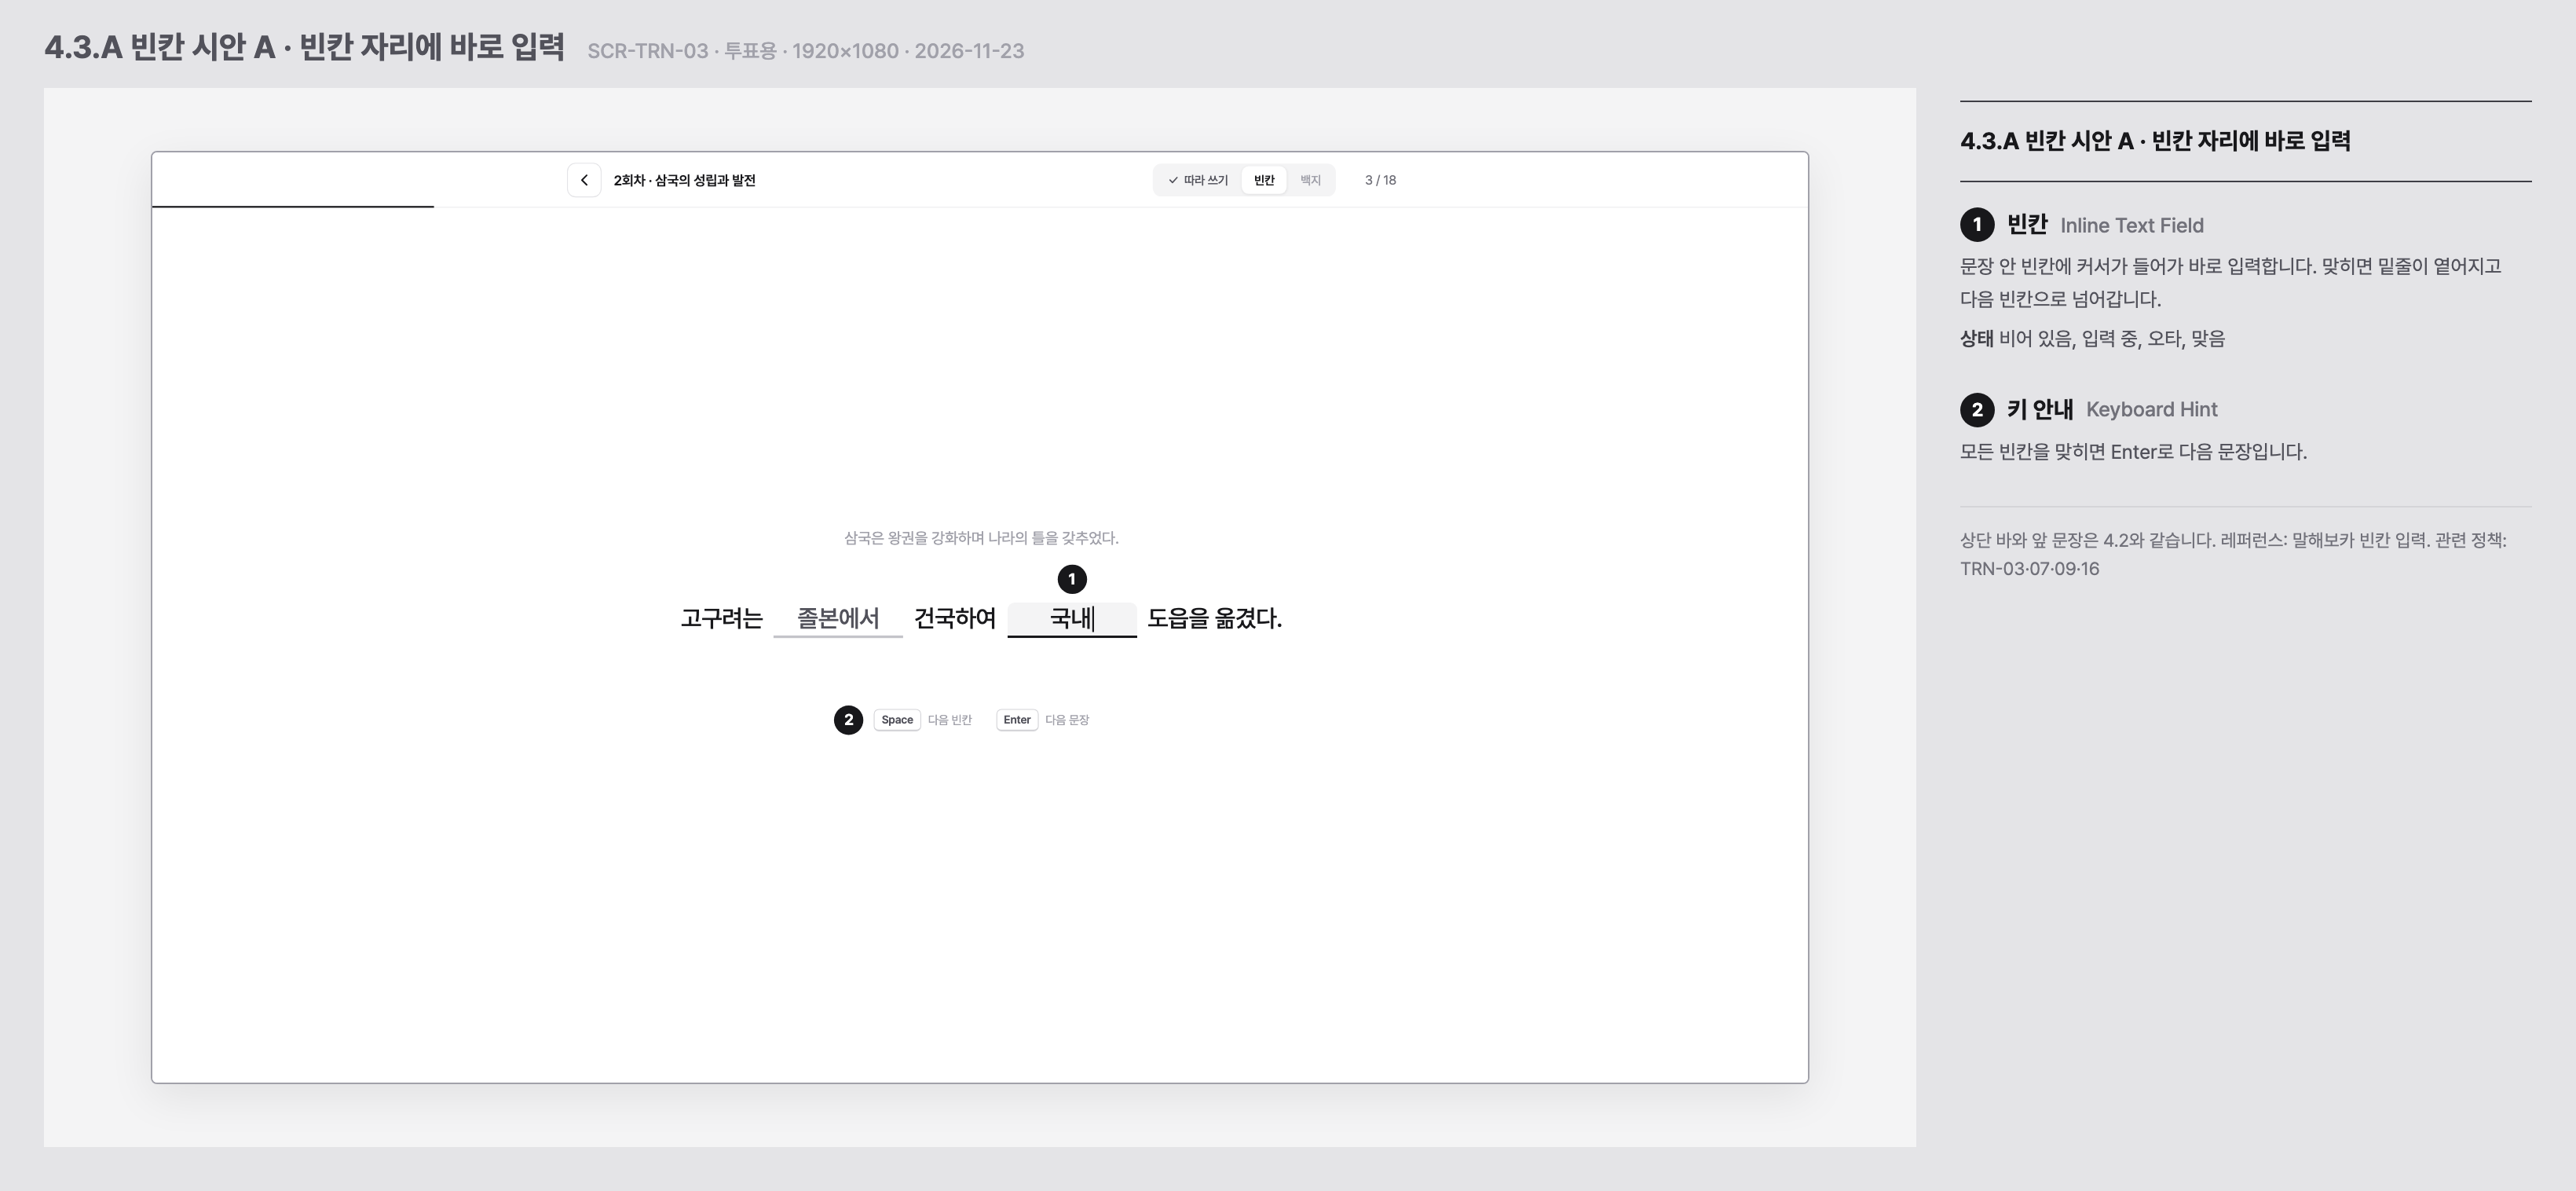 4.3.A 빈칸 시안 A · 빈칸 자리에 바로 입력 SCR-TRN-03 · 투표용 · 1920×1080 · 2026-11-23
2회차 · 삼국의 성립과 발전
따라 쓰기 빈칸 백지 3 / 18
삼국은 왕권을 강화하며 나라의 틀을 갖추었다.
1
고구려는 졸본에서 건국하여 국내 도읍을 옮겼다.
2 Space 다음 빈칸 Enter 다음 문장
4.3.A 빈칸 시안 A · 빈칸 자리에 바로 입력
1 빈칸 Inline Text Field
문장 안 빈칸에 커서가 들어가 바로 입력합니다. 맞히면 밑줄이 옅어지고
다음 빈칸으로 넘어갑니다.
상태 비어 있음, 입력 중, 오타, 맞음
2 키 안내 Keyboard Hint
모든 빈칸을 맞히면 Enter로 다음 문장입니다.
상단 바와 앞 문장은 4.2와 같습니다. 레퍼런스: 말해보카 빈칸 입력. 관련 정책:
TRN-03·07·09·16